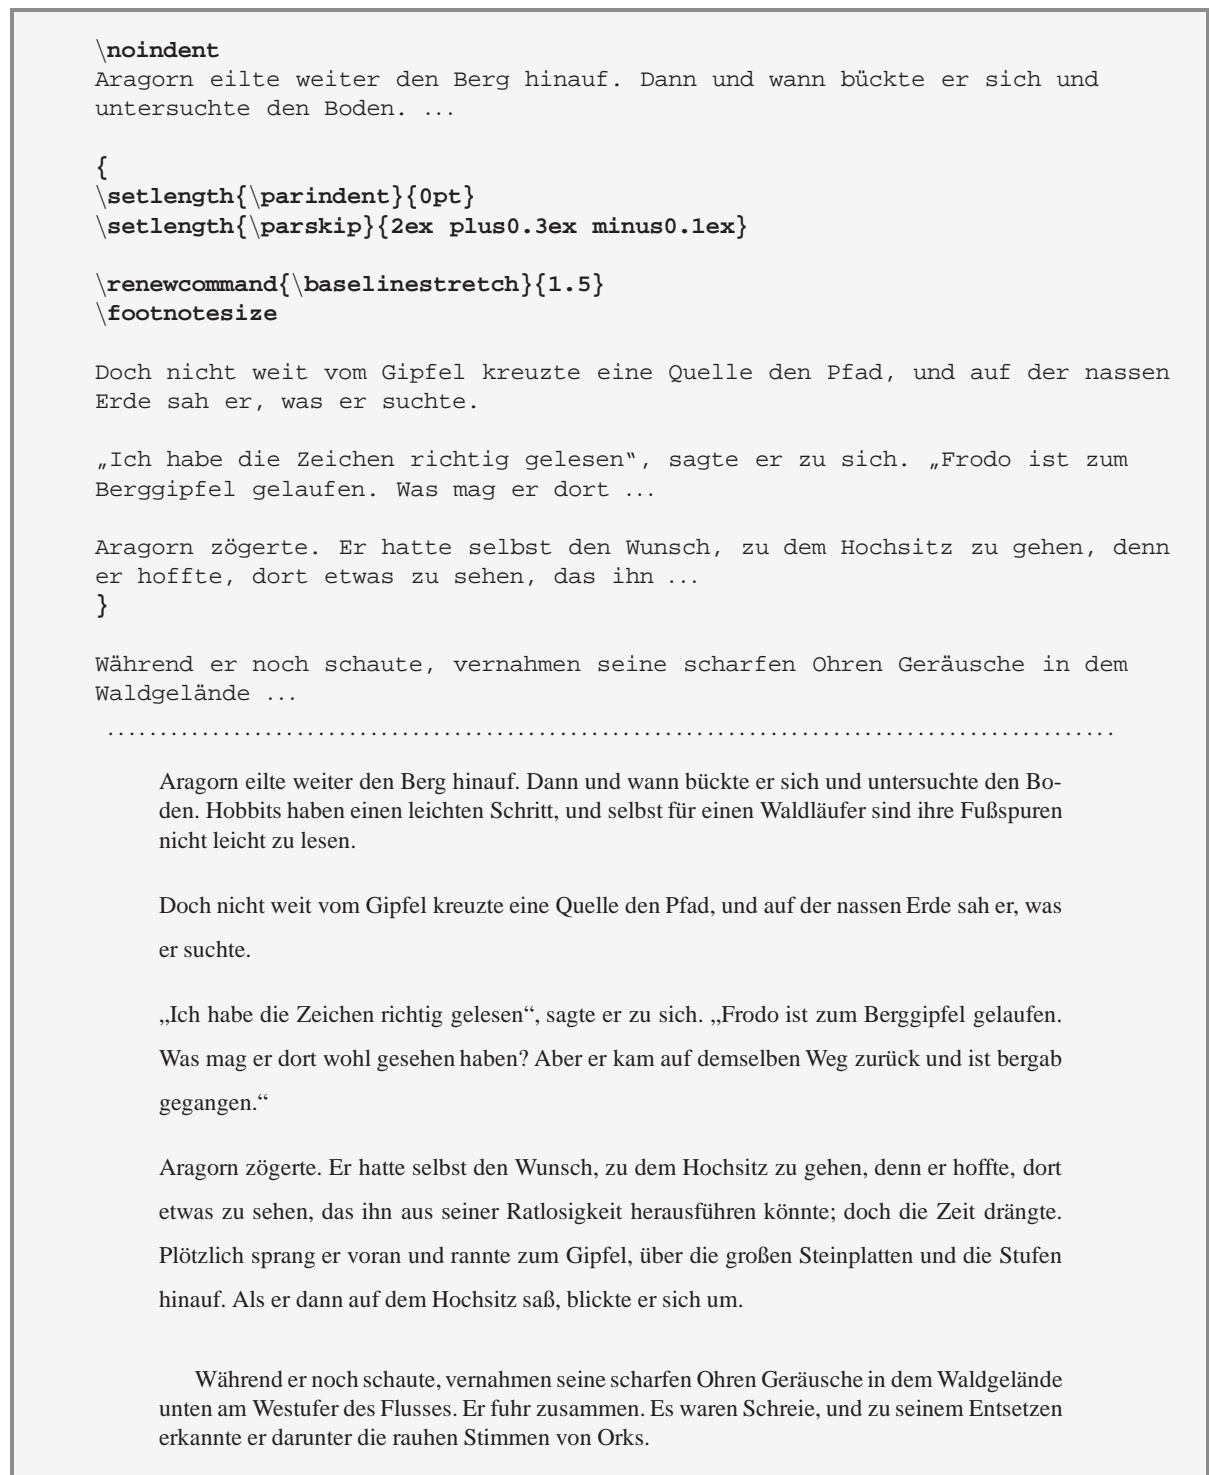 \noindent
Aragorn eilte weiter den Berg hinauf. Dann und wann bückte er sich und
untersuchte den Boden. ...
{
\setlength{\parindent}{0pt}
\setlength{\parskip}{2ex plus0.3ex minus0.1ex}
\renewcommand{\baselinestretch}{1.5}
\footnotesize
Doch nicht weit vom Gipfel kreuzte eine Quelle den Pfad, und auf der nassen
Erde sah er, was er suchte.
„Ich habe die Zeichen richtig gelesen“, sagte er zu sich. „Frodo ist zum
Berggipfel gelaufen. Was mag er dort ...
Aragorn zögerte. Er hatte selbst den Wunsch, zu dem Hochsitz zu gehen, denn
er hoffte, dort etwas zu sehen, das ihn ...
}
Während er noch schaute, vernahmen seine scharfen Ohren Geräusche in dem
Waldgelände ...
Aragorn eilte weiter den Berg hinauf. Dann und wann bückte er sich und untersuchte den Bo-
den. Hobbits haben einen leichten Schritt, und selbst für einen Waldläufer sind ihre Fußspuren
nicht leicht zu lesen.
Doch nicht weit vom Gipfel kreuzte eine Quelle den Pfad, und auf der nassen Erde sah er, was
er suchte.
„Ich habe die Zeichen richtig gelesen“, sagte er zu sich. „Frodo ist zum Berggipfel gelaufen.
Was mag er dort wohl gesehen haben? Aber er kam auf demselben Weg zurück und ist bergab
gegangen.“
Aragorn zögerte. Er hatte selbst den Wunsch, zu dem Hochsitz zu gehen, denn er hoffte, dort
etwas zu sehen, das ihn aus seiner Ratlosigkeit herausführen könnte; doch die Zeit drängte.
Plötzlich sprang er voran und rannte zum Gipfel, über die großen Steinplatten und die Stufen
hinauf. Als er dann auf dem Hochsitz saß, blickte er sich um.
Während er noch schaute, vernahmen seine scharfen Ohren Geräusche in dem Waldgelände
unten am Westufer des Flusses. Er fuhr zusammen. Es waren Schreie, und zu seinem Entsetzen
erkannte er darunter die rauhen Stimmen von Orks.